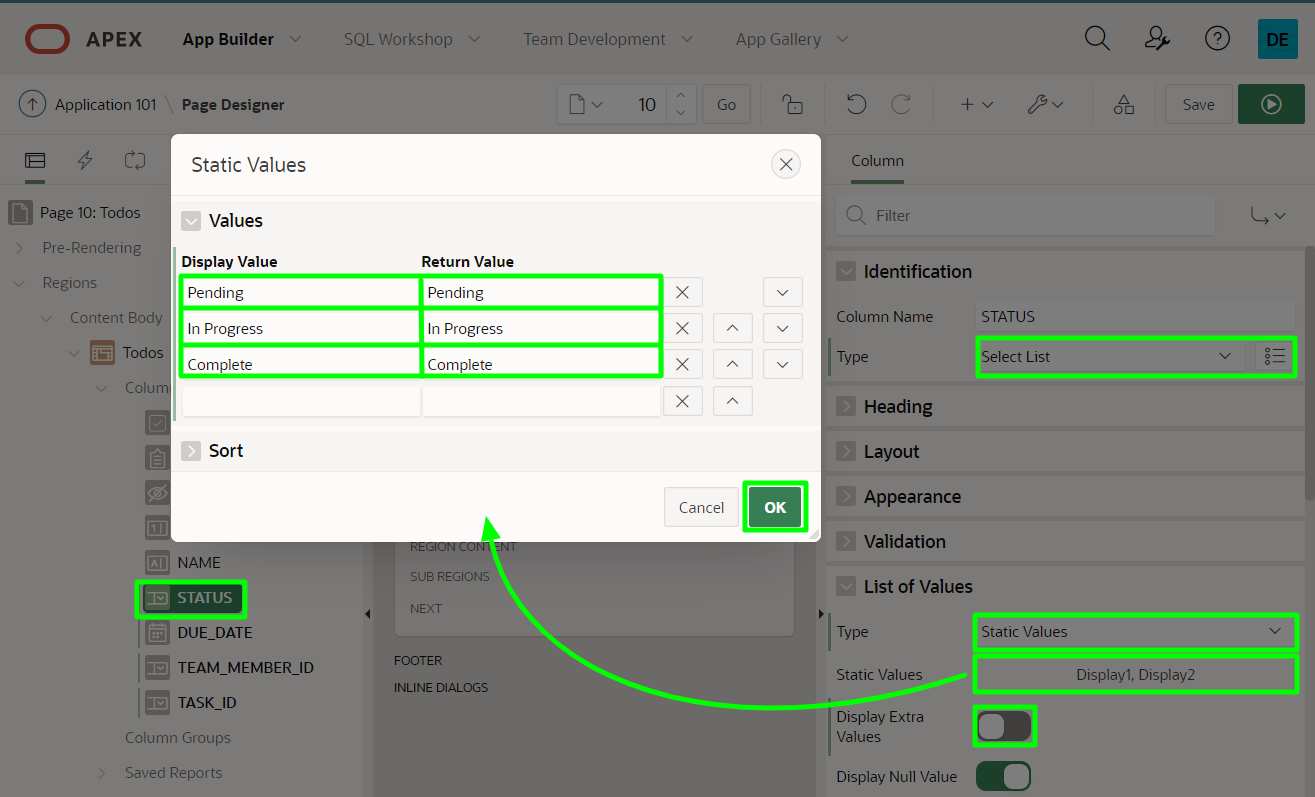 APEX App Builder SQL Workshop Team Development App Gallery DE
Application 101 \ Page Designer 10 Go Save
Static Values
Values
Display Value Return Value
Pending Pending
In Progress In Progress
Complete Complete
Sort
Cancel OK
Page 10: Todos
Pre-Rendering
Regions
Content Body
Todos
NAME
STATUS
DUE_DATE
TEAM_MEMBER_ID
TASK_ID
Column Groups
Saved Reports
REGION CONTENT
SUB REGIONS
NEXT
FOOTER
INLINE DIALOGS
Column
Filter
Identification
Column Name STATUS
Type Select List
Heading
Layout
Appearance
Validation
List of Values
Type Static Values
Static Values Display1, Display2
Display Extra
Values
Display Null Value